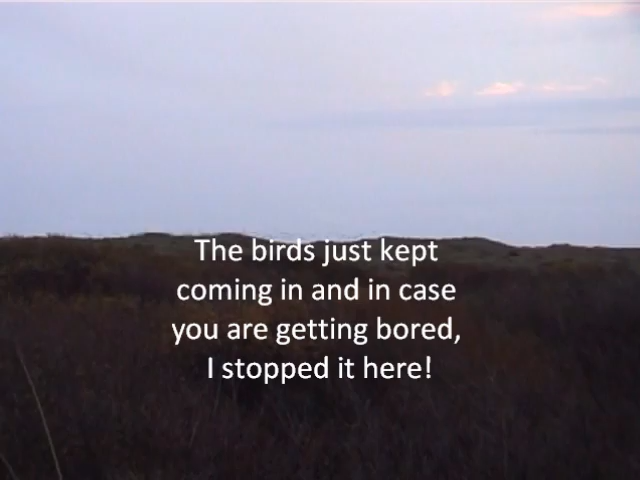 The birds just kept
coming in and in case
you are getting bored,
I stopped it here!